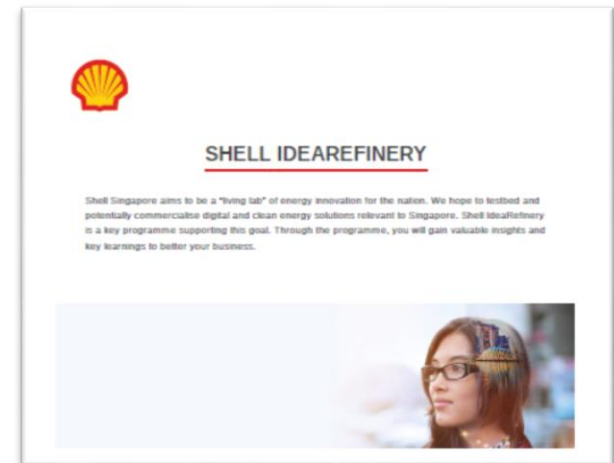 SHELL IDEAREFINERY
Shell Singapore aims to be a "living lab" of energy innovation for the nation. We hope to testbed and
potentially commercialise digital and clean energy solutions relevant to Singapore. Shell IdeaRefinery
is a key programme supporting this goal. Through the programme, you will gain valuable insights and
key learnings to better your business.